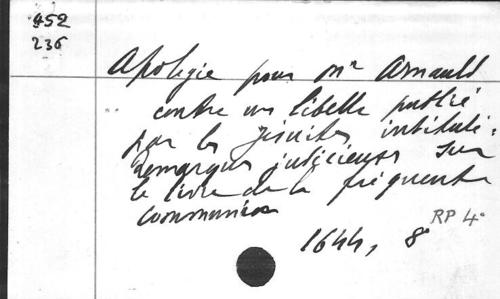 452
236
Apologie pour Mr Arnauld
contre un libelle publié
par les Jésuites, intitulé:
Remarques judicieuses sur
le livre de la fréquente
communion
RP 4°
1644, 8°